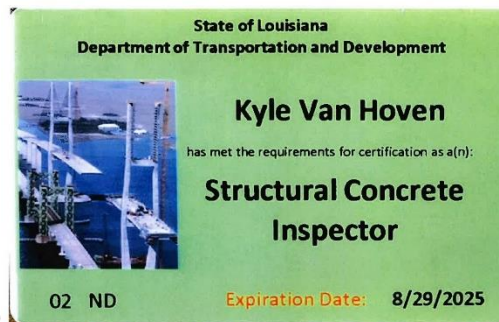 State of Louisiana
Department of Transportation and Development
Kyle Van Hoven
has met the requirements for certification as a(n):
Structural Concrete
Inspector
02 ND
Expiration Date: 8/29/2025